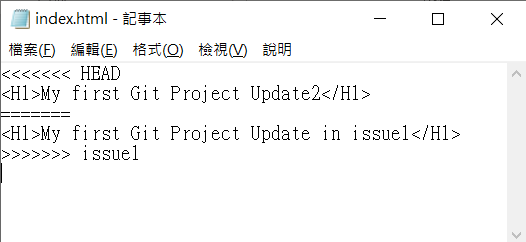 index.html - 記事本
檔案(F) 編輯(E) 格式(O) 檢視(V) 說明
<<<<<<< HEAD
<H1>My first Git Project Update2</H1>
=======
<H1>My first Git Project Update in issue1</H1>
>>>>>>> issue1